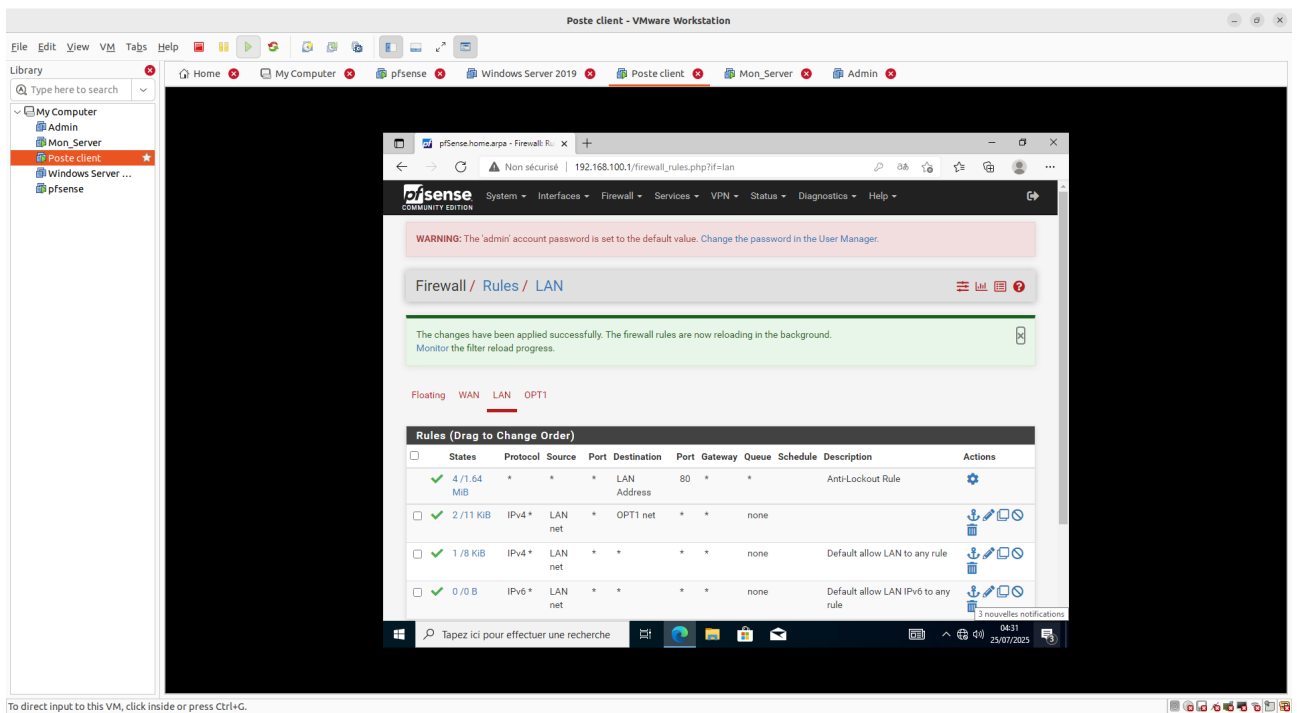 Poste client - VMware Workstation
File Edit View VM Tabs Help
Library
Type here to search
Home
My Computer
pfsense
Windows Server 2019
Poste client
Mon_Server
Admin
My Computer
Admin
Mon_Server
Poste client
Windows Server ...
pfsense
pfSense.home.arpa - Firewall: Ru
Non sécurisé | 192.168.100.1/firewall_rules.php?if=lan
pfsense COMMUNITY EDITION
System Interfaces Firewall Services VPN Status Diagnostics Help
WARNING: The 'admin' account password is set to the default value. Change the password in the User Manager.
Firewall / Rules / LAN
The changes have been applied successfully. The firewall rules are now reloading in the background.
Monitor the filter reload progress.
Floating WAN LAN OPT1
Rules (Drag to Change Order)
States Protocol Source Port Destination Port Gateway Queue Schedule Description Actions
4 /1.64 MiB * * * LAN Address 80 * * Anti-Lockout Rule
2 /11 KiB IPv4 * LAN net * OPT1 net * * none
1 /8 KiB IPv4 * LAN net * * * * none Default allow LAN to any rule
0 /0 B IPv6 * LAN net * * * * none Default allow LAN IPv6 to any rule
3 nouvelles notifications
Tapez ici pour effectuer une recherche
04:31
25/07/2025
3
To direct input to this VM, click inside or press Ctrl+G.